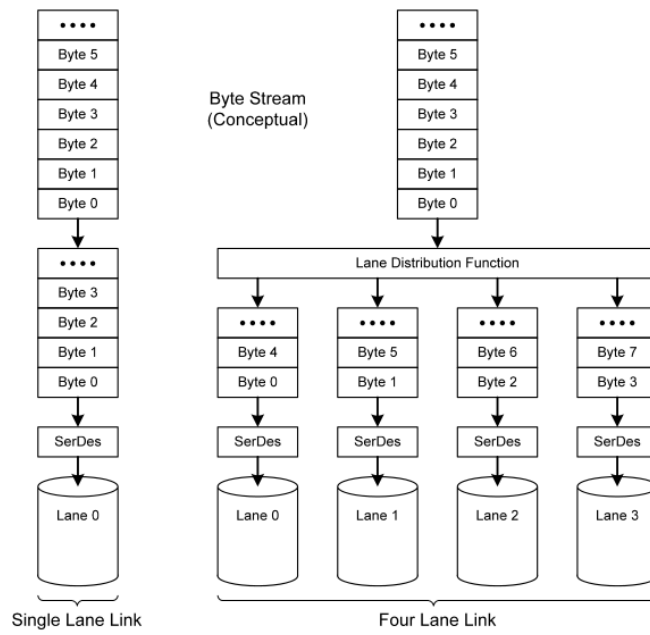 • • • •
Byte 5
Byte 4
Byte 3
Byte 2
Byte 1
Byte 0
• • • •
Byte 3
Byte 2
Byte 1
Byte 0
SerDes
Lane 0
Single Lane Link
Byte Stream
(Conceptual)
• • • •
Byte 5
Byte 4
Byte 3
Byte 2
Byte 1
Byte 0
Lane Distribution Function
• • • •
Byte 4
Byte 0
SerDes
Lane 0
• • • •
Byte 5
Byte 1
SerDes
Lane 1
• • • •
Byte 6
Byte 2
SerDes
Lane 2
• • • •
Byte 7
Byte 3
SerDes
Lane 3
Four Lane Link